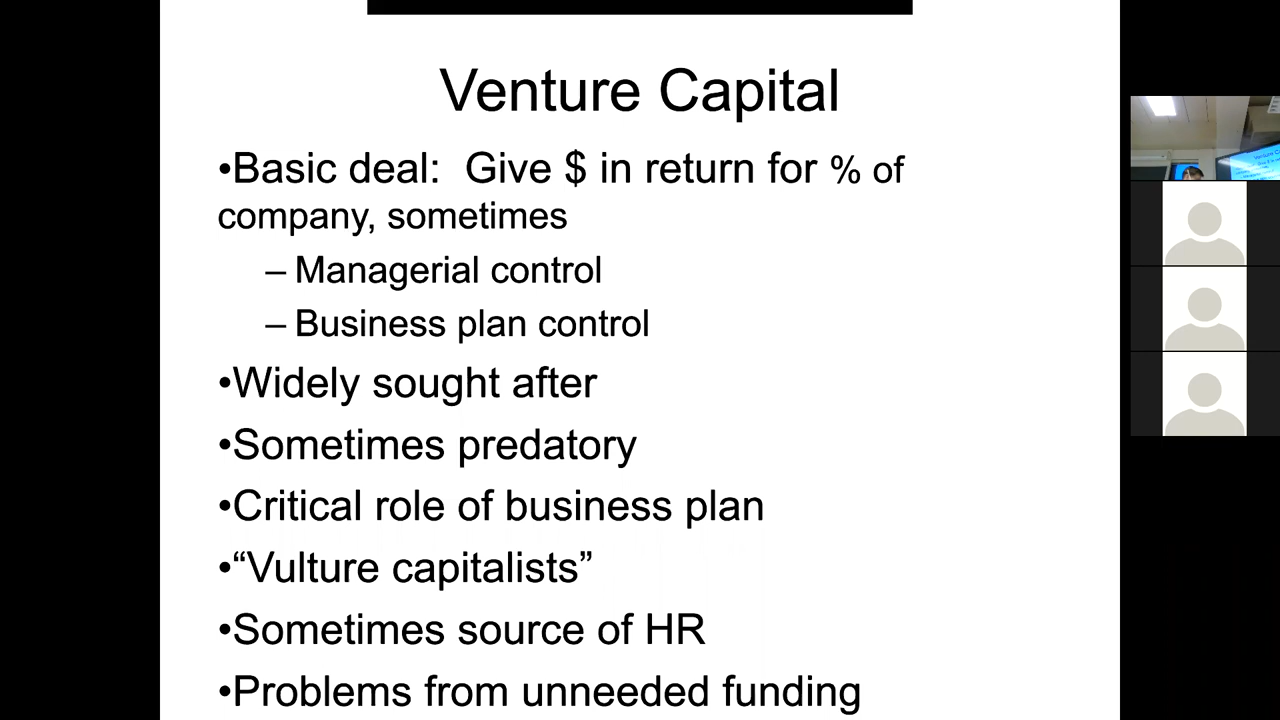 Venture Capital
•Basic deal:  Give $ in return for % of
company, sometimes
– Managerial control
– Business plan control
•Widely sought after
•Sometimes predatory
•Critical role of business plan
•“Vulture capitalists”
•Sometimes source of HR
•Problems from unneeded funding